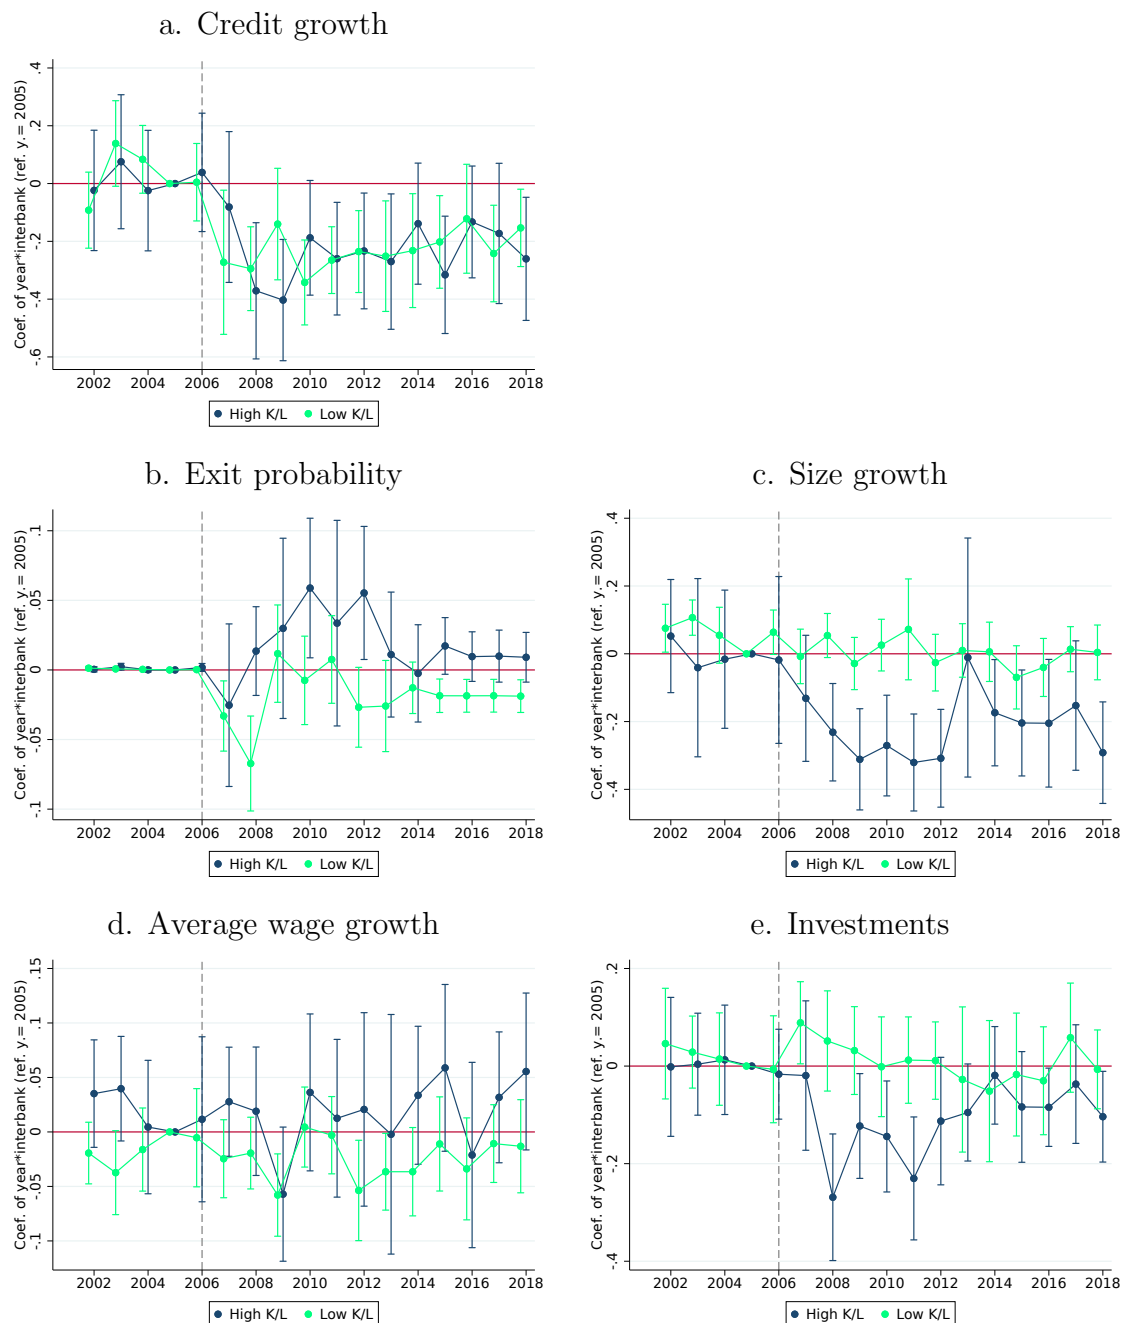 a. Credit growth
Coef. of year*interbank (ref. y.= 2005)
.4
.2
0
-.2
-.4
-.6
2002 2004 2006 2008 2010 2012 2014 2016 2018
High K/L Low K/L
b. Exit probability
Coef. of year*interbank (ref. y.= 2005)
.1
.05
0
-.05
-.1
2002 2004 2006 2008 2010 2012 2014 2016 2018
High K/L Low K/L
c. Size growth
Coef. of year*interbank (ref. y.= 2005)
.4
.2
0
-.2
-.4
2002 2004 2006 2008 2010 2012 2014 2016 2018
High K/L Low K/L
d. Average wage growth
Coef. of year*interbank (ref. y.= 2005)
.15
.1
.05
0
-.05
-.1
2002 2004 2006 2008 2010 2012 2014 2016 2018
High K/L Low K/L
e. Investments
Coef. of year*interbank (ref. y.= 2005)
.2
0
-.2
-.4
2002 2004 2006 2008 2010 2012 2014 2016 2018
High K/L Low K/L